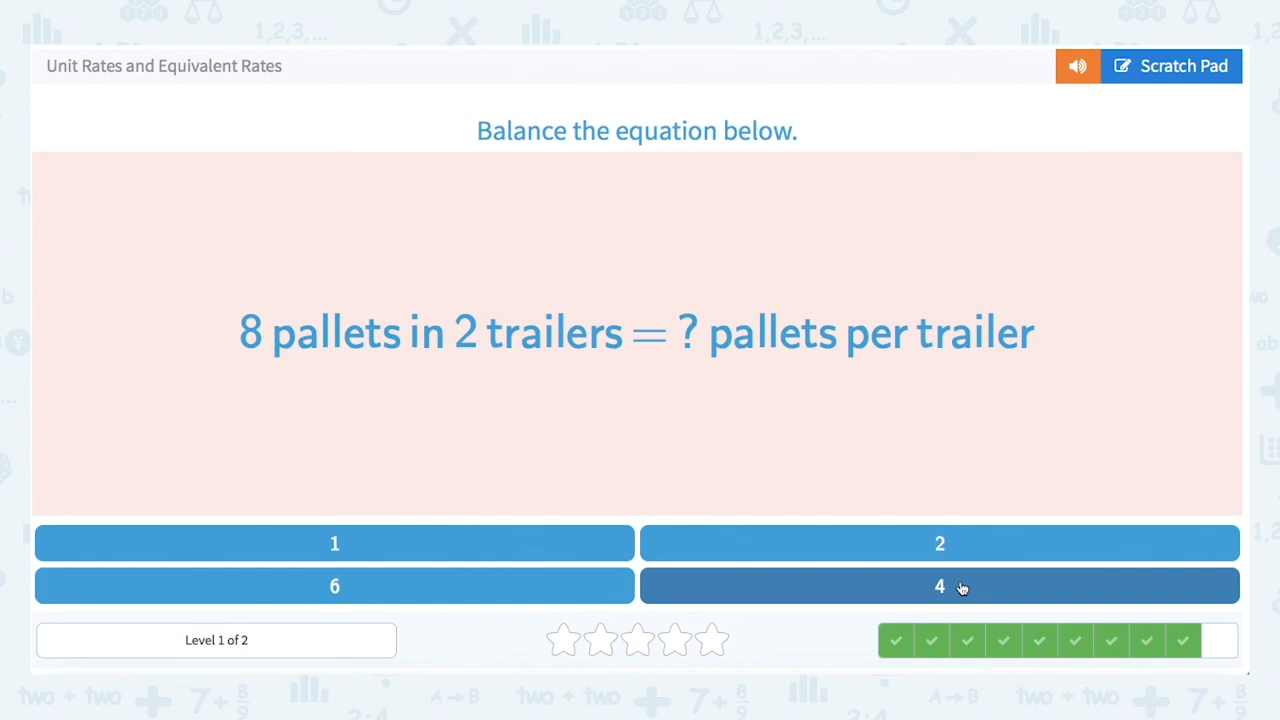 Unit Rates and Equivalent Rates
Scratch Pad
Balance the equation below.
8 pallets in 2 trailers = ? pallets per trailer
1
2
6
4
Level 1 of 2